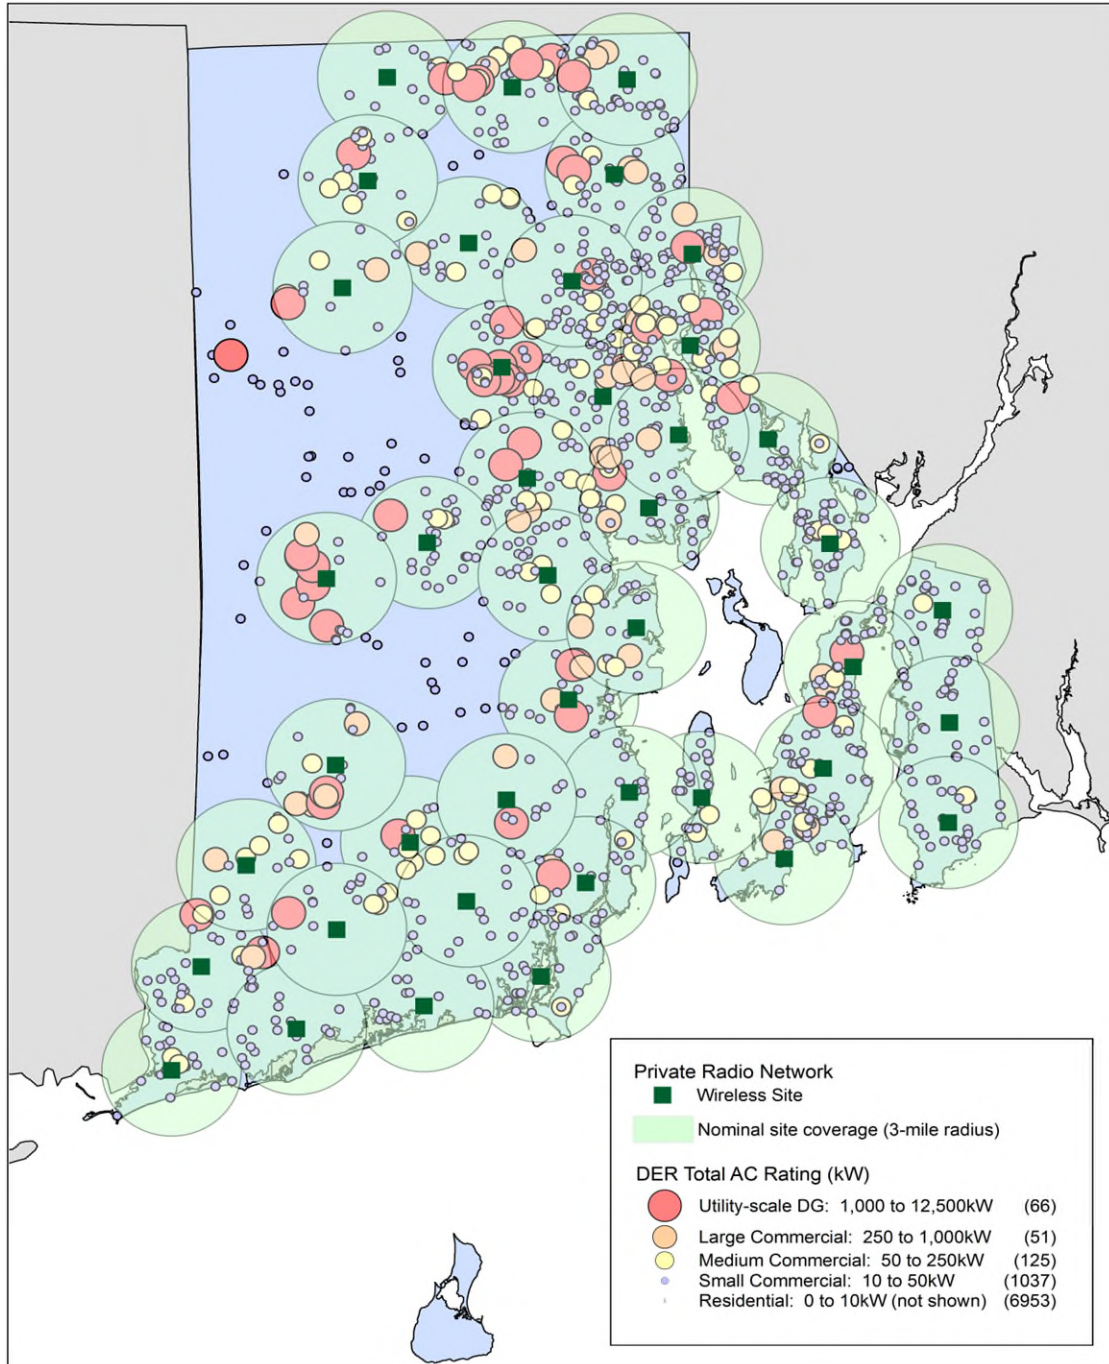 Private Radio Network
Wireless Site
Nominal site coverage (3-mile radius)
DER Total AC Rating (kW)
Utility-scale DG: 1,000 to 12,500kW (66)
Large Commercial: 250 to 1,000kW (51)
Medium Commercial: 50 to 250kW (125)
Small Commercial: 10 to 50kW (1037)
Residential: 0 to 10kW (not shown) (6953)